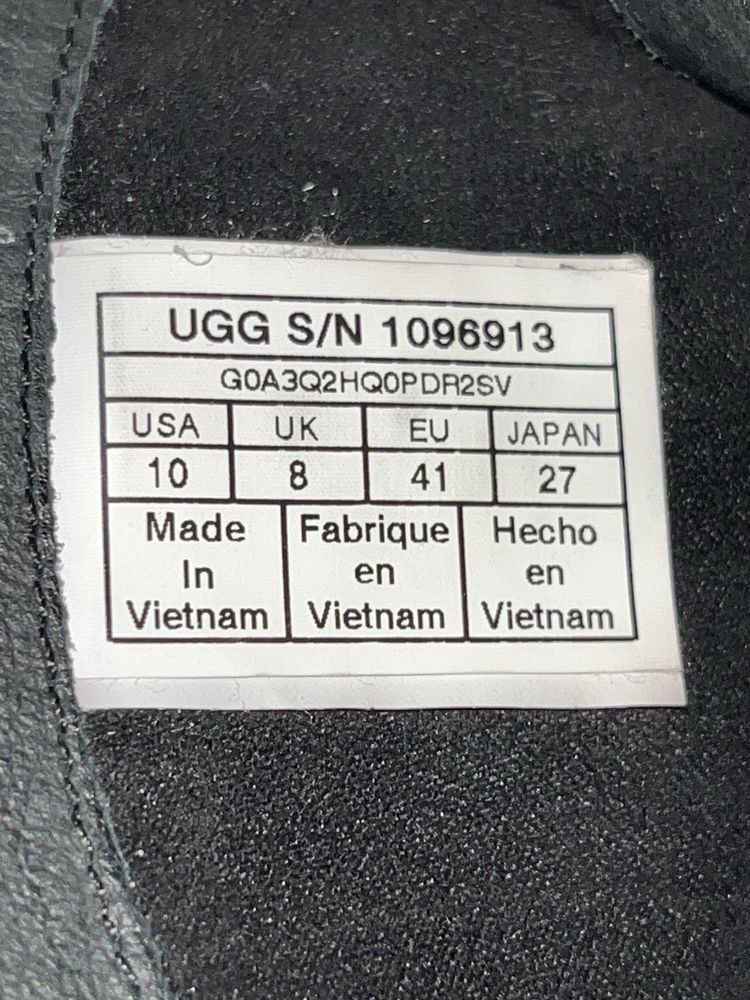 UGG S/N 1096913
G0A3Q2HQ0PDR2SV
USA UK EU JAPAN
10 8 41 27
Made In Vietnam
Fabrique en Vietnam
Hecho en Vietnam